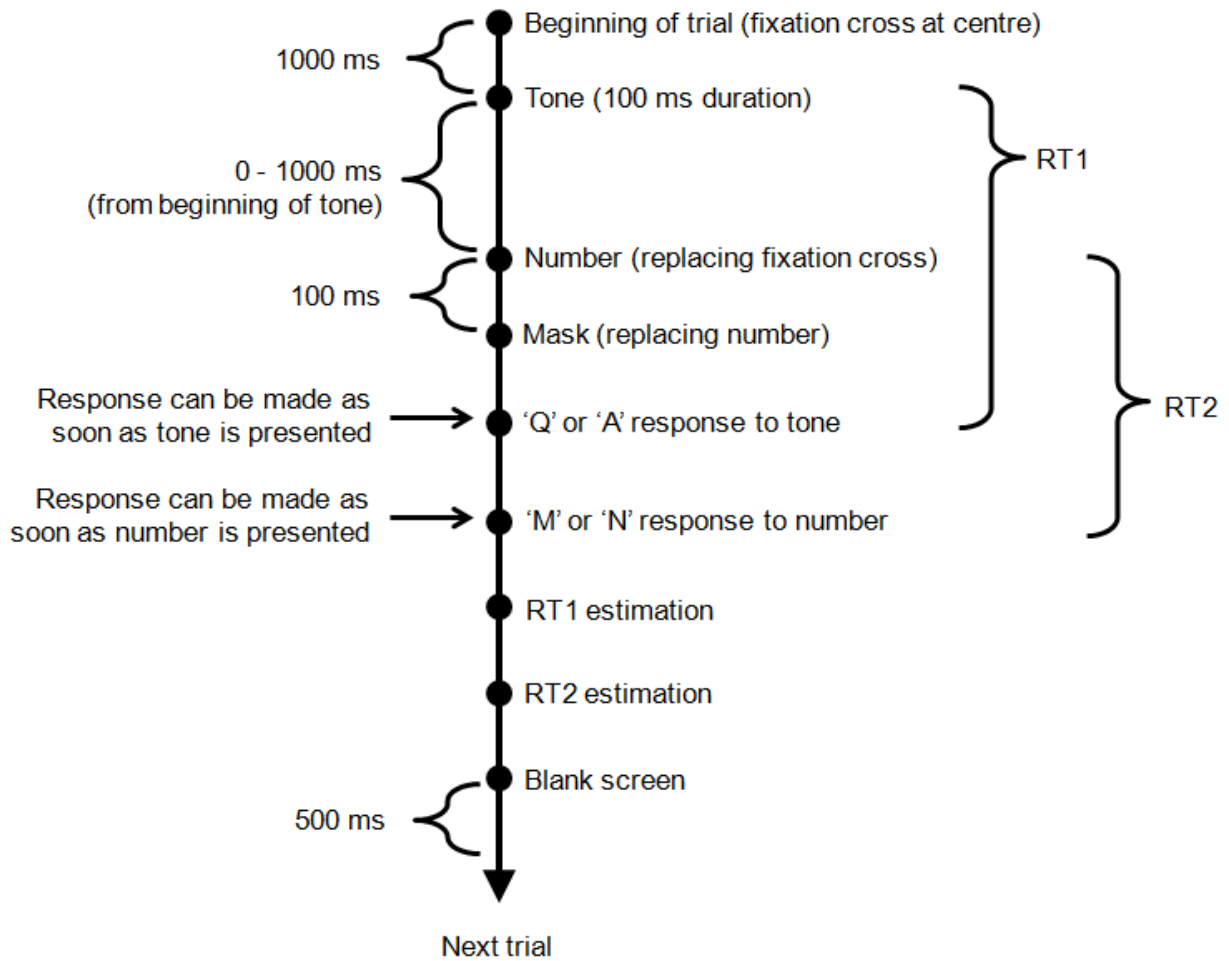 Beginning of trial (fixation cross at centre)
1000 ms
Tone (100 ms duration)
RT1
0 - 1000 ms
(from beginning of tone)
Number (replacing fixation cross)
100 ms
Mask (replacing number)
Response can be made as
soon as tone is presented
‘Q’ or ‘A’ response to tone
RT2
Response can be made as
soon as number is presented
‘M’ or ‘N’ response to number
RT1 estimation
RT2 estimation
Blank screen
500 ms
Next trial